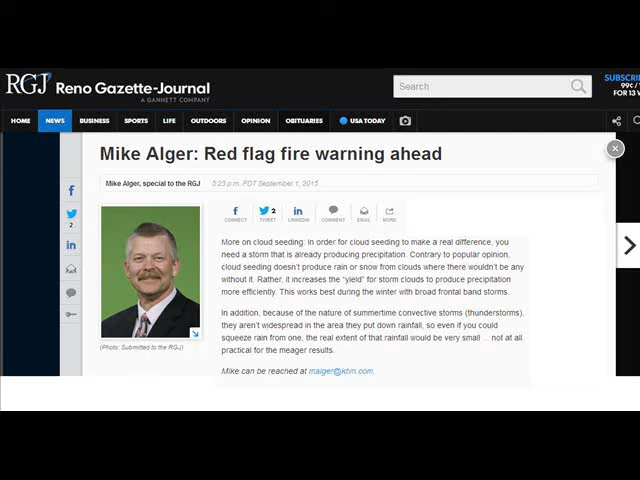 RGJ Reno Gazette-Journal
A GANNETT COMPANY
Search
SUBSCRI
99¢ /
FOR 13
HOME NEWS BUSINESS SPORTS LIFE OUTDOORS OPINION OBITUARIES USA TODAY
Mike Alger: Red flag fire warning ahead
Mike Alger, special to the RGJ 5:23 p.m. PDT September 1, 2015
2
CONNECT
2
TWEET
LINKEDIN
COMMENT
EMAIL
MORE
More on cloud seeding: In order for cloud seeding to make a real difference, you
need a storm that is already producing precipitation. Contrary to popular opinion,
cloud seeding doesn't produce rain or snow from clouds where there wouldn't be any
without it. Rather, it increases the "yield" for storm clouds to produce precipitation
more efficiently. This works best during the winter with broad frontal band storms.
In addition, because of the nature of summertime convective storms (thunderstorms),
they aren't widespread in the area they put down rainfall, so even if you could
squeeze rain from one, the real extent of that rainfall would be very small ... not at all
practical for the meager results.
Mike can be reached at malger@ktvn.com.
(Photo: Submitted to the RGJ)